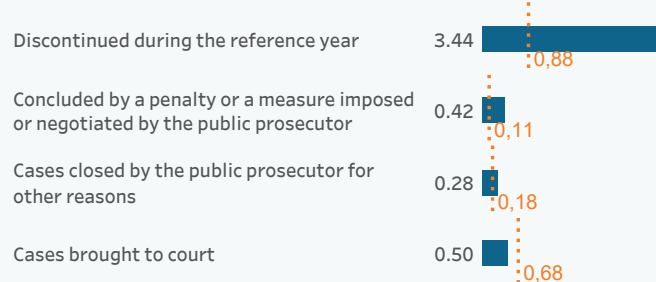 Discontinued during the reference year 3.44
0,88
Concluded by a penalty or a measure imposed
or negotiated by the public prosecutor 0.42
0,11
Cases closed by the public prosecutor for
other reasons 0.28
0,18
Cases brought to court 0.50
0,68